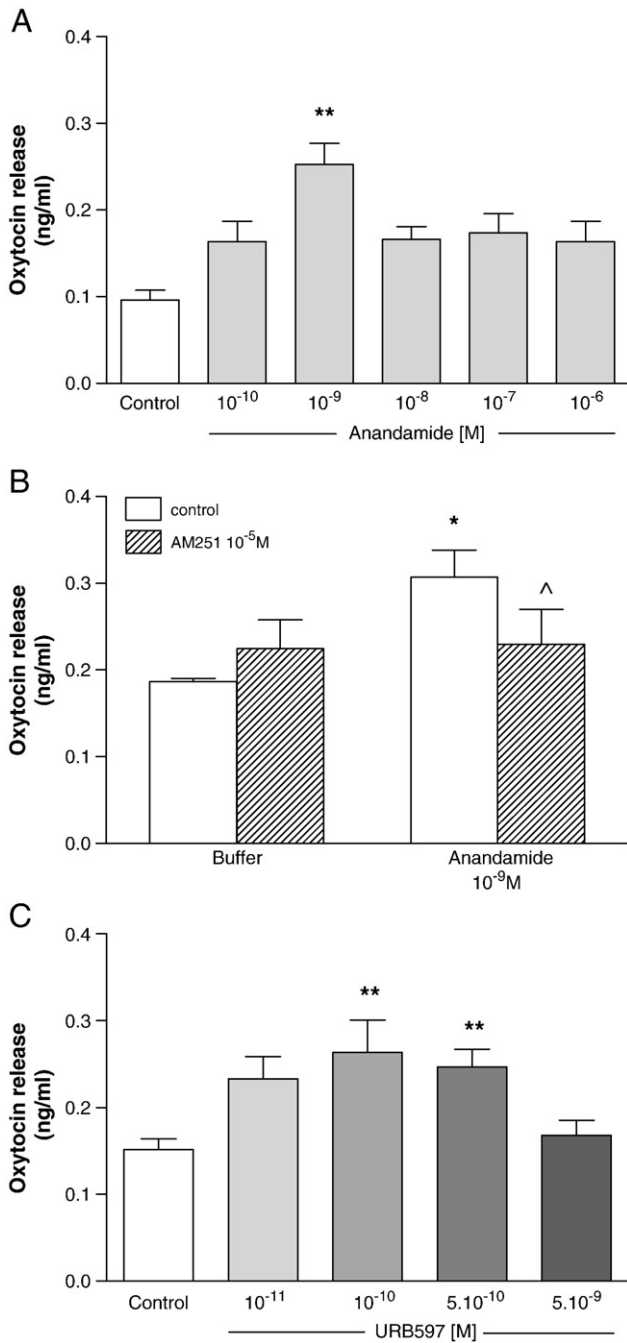 A
Oxytocin release
(ng/ml)
0.4
0.3
0.2
0.1
0.0
**
Control
10⁻¹⁰
10⁻⁹
10⁻⁸
10⁻⁷
10⁻⁶
Anandamide [M]
B
Oxytocin release
(ng/ml)
0.4
0.3
0.2
0.1
0.0
control
AM251 10⁻⁵M
*
^
Buffer
Anandamide
10⁻⁹M
C
Oxytocin release
(ng/ml)
0.4
0.3
0.2
0.1
0.0
**
**
Control
10⁻¹¹
10⁻¹⁰
5.10⁻¹⁰
5.10⁻⁹
URB597 [M]